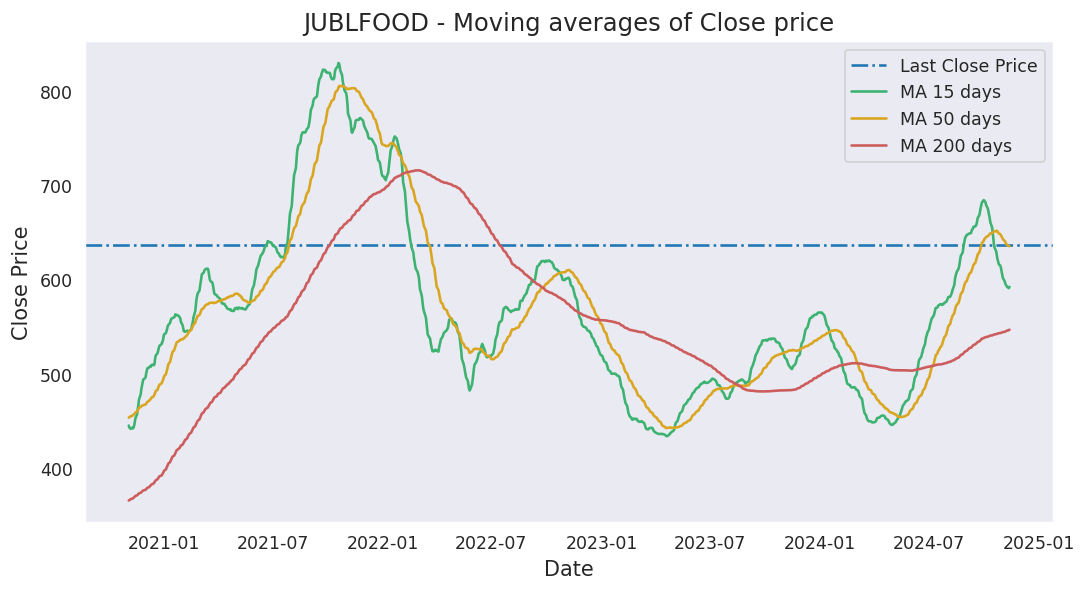 JUBLFOOD - Moving averages of Close price
Last Close Price
MA 15 days
MA 50 days
MA 200 days
Close Price
800
700
600
500
400
2021-01
2021-07
2022-01
2022-07
2023-01
2023-07
2024-01
2024-07
2025-01
Date